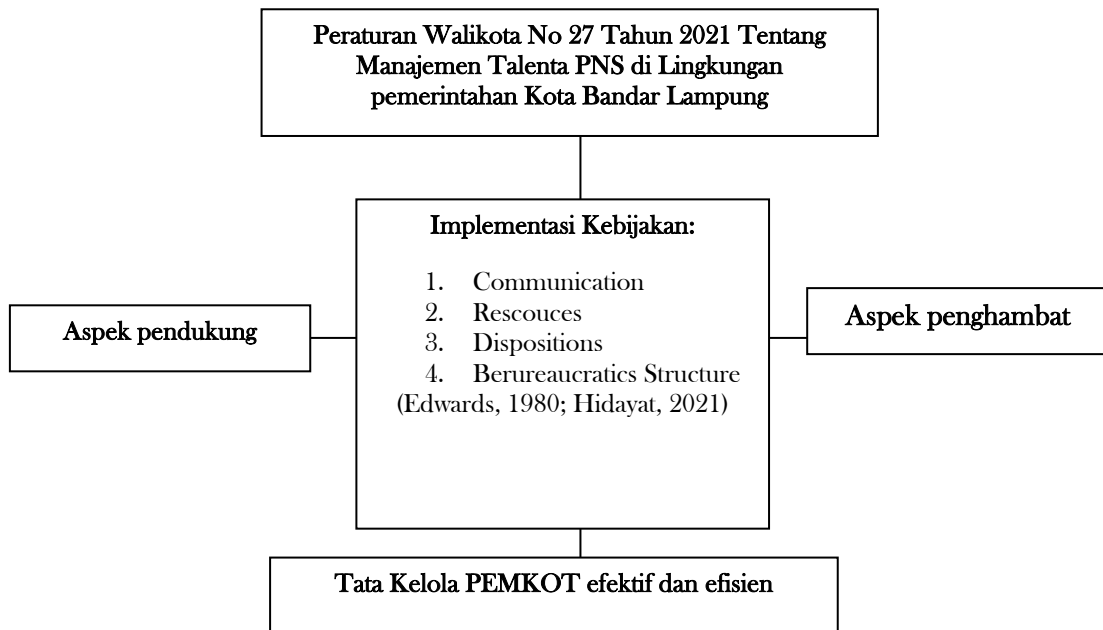 Peraturan Walikota No 27 Tahun 2021 Tentang
Manajemen Talenta PNS di Lingkungan
pemerintahan Kota Bandar Lampung
Implementasi Kebijakan:
1. Communication
2. Rescouces
3. Dispositions
4. Berureaucratics Structure
(Edwards, 1980; Hidayat, 2021)
Aspek pendukung
Aspek penghambat
Tata Kelola PEMKOT efektif dan efisien